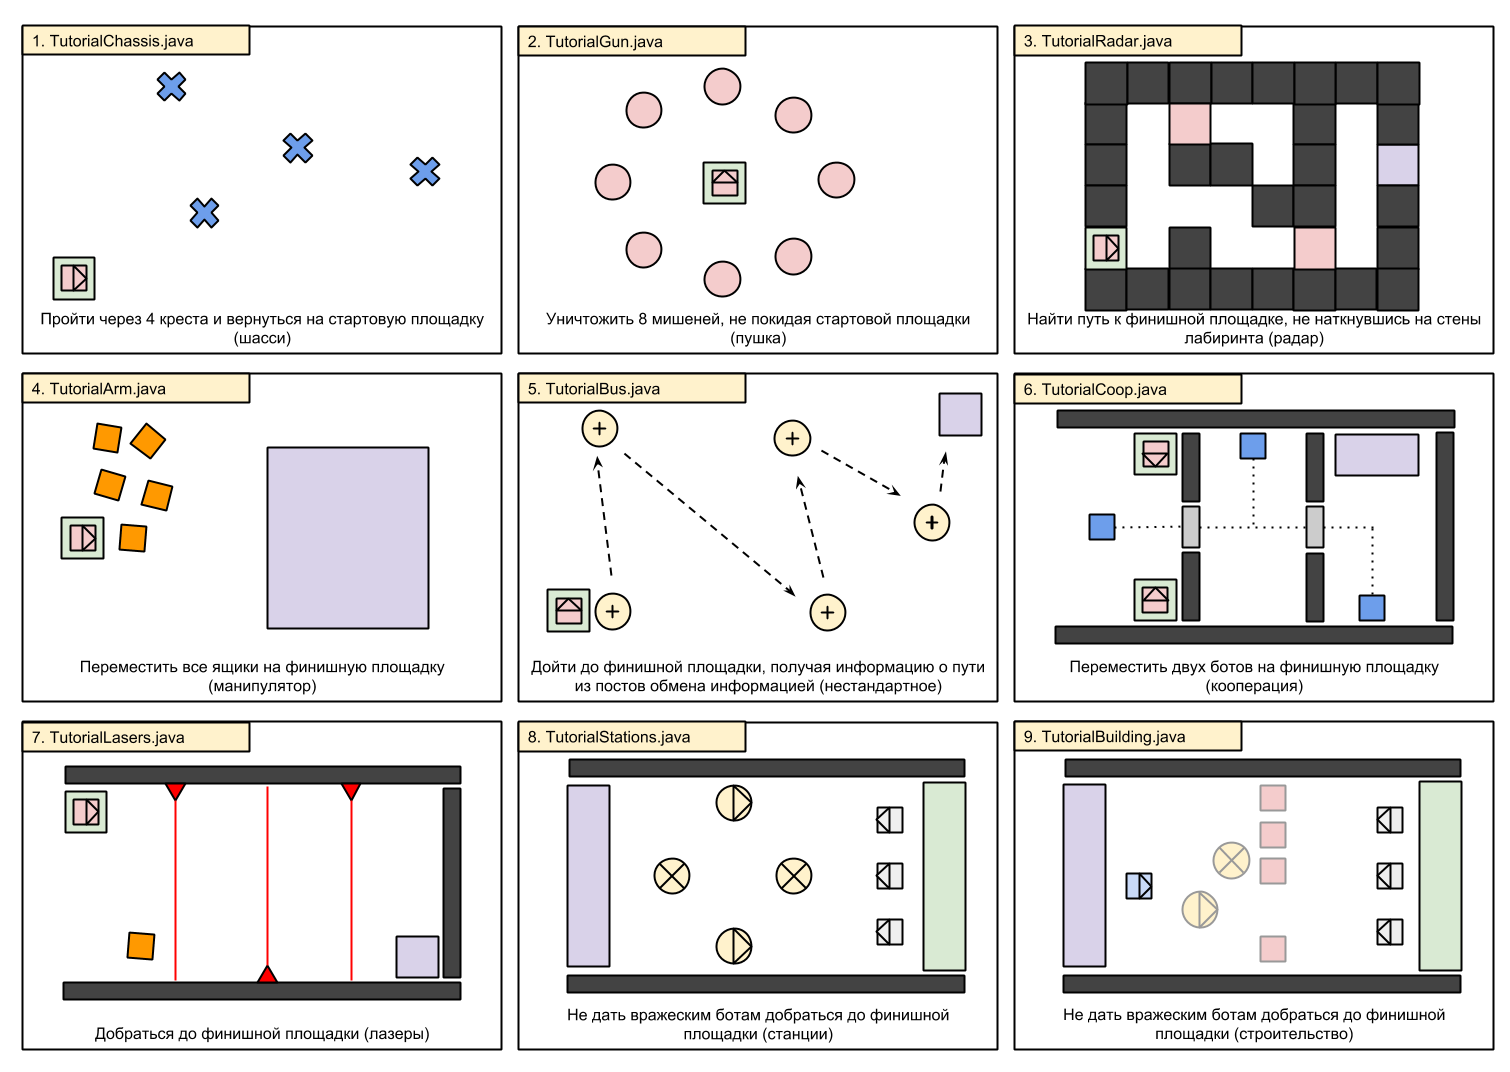 1. TutorialChassis.java
Пройти через 4 креста и вернуться на стартовую площадку
(шасси)
2. TutorialGun.java
Уничтожить 8 мишеней, не покидая стартовой площадки
(пушка)
3. TutorialRadar.java
Найти путь к финишной площадке, не наткнувшись на стены
лабиринта (радар)
4. TutorialArm.java
Переместить все ящики на финишную площадку
(манипулятор)
5. TutorialBus.java
Дойти до финишной площадки, получая информацию о пути
из постов обмена информацией (нестандартное)
6. TutorialCoop.java
Переместить двух ботов на финишную площадку
(кооперация)
7. TutorialLasers.java
Добраться до финишной площадки (лазеры)
8. TutorialStations.java
Не дать вражеским ботам добраться до финишной
площадки (станции)
9. TutorialBuilding.java
Не дать вражеским ботам добраться до финишной
площадки (строительство)